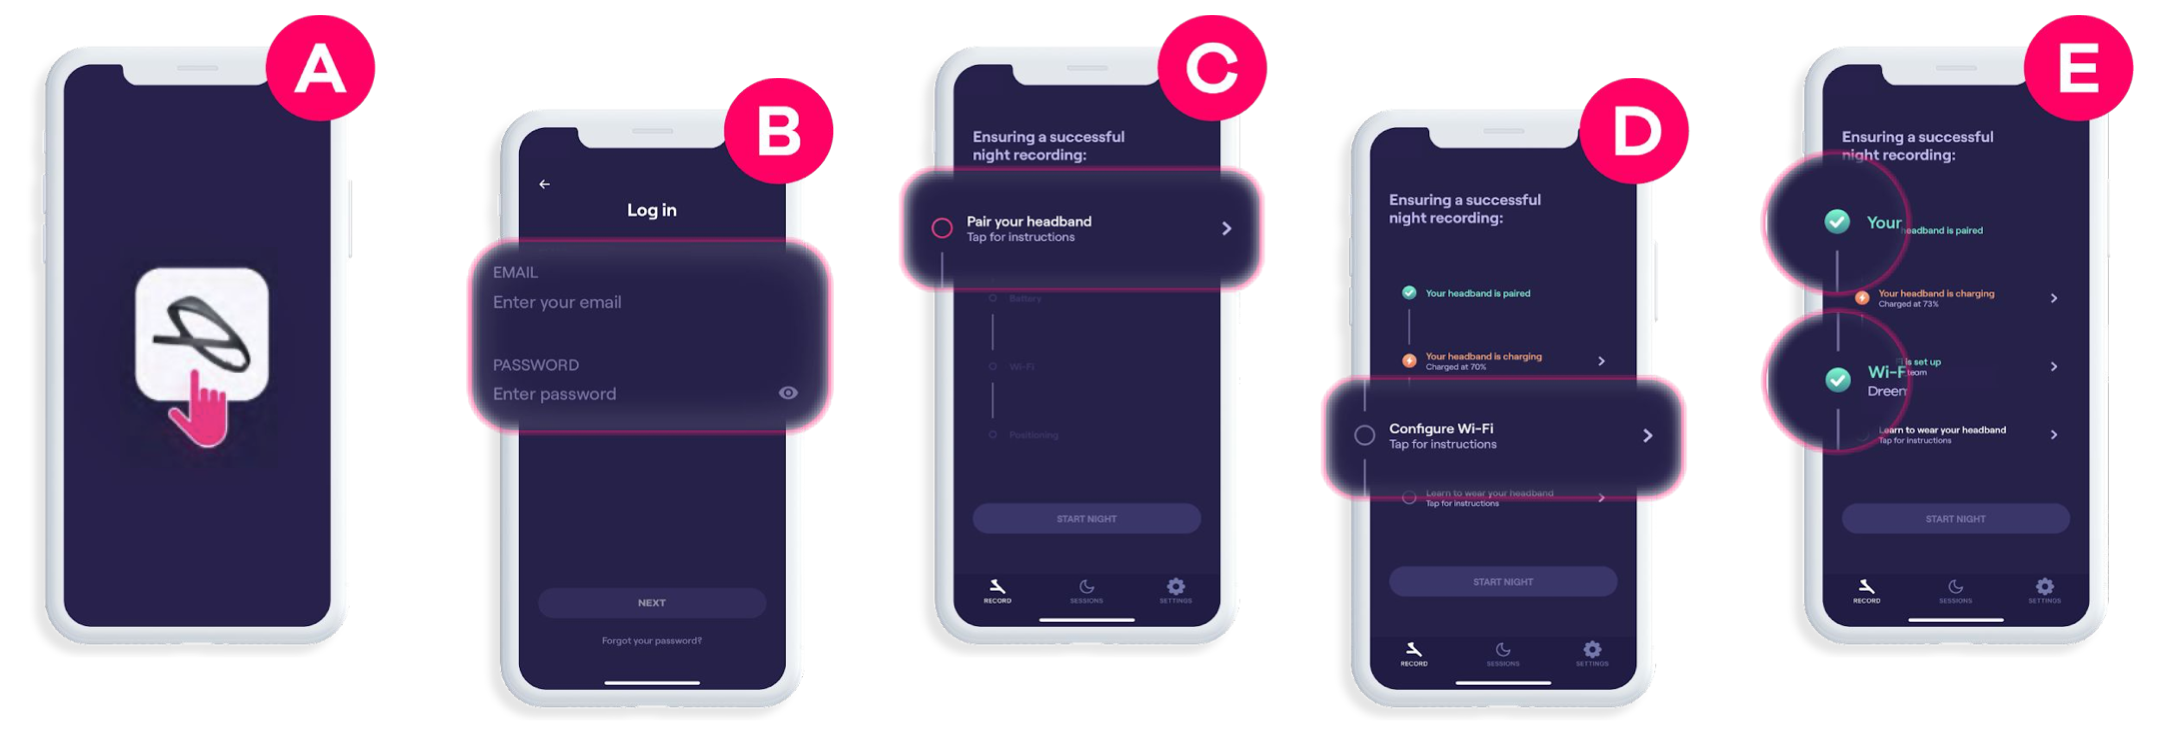 A
B
Log in
EMAIL
Enter your email
PASSWORD
Enter password
NEXT
Forgot your password?
C
Ensuring a successful
night recording:
Pair your headband
Tap for instructions
Battery
Wi-Fi
Positioning
START NIGHT
RECORD
SESSIONS
SETTINGS
D
Ensuring a successful
night recording:
Your headband is paired
Your headband is charging
Charged at 70%
Configure Wi-Fi
Tap for instructions
Learn to wear your headband
Tap for instructions
START NIGHT
RECORD
SESSIONS
SETTINGS
E
Ensuring a successful
night recording:
Your headband is paired
Your headband is charging
Charged at 73%
Wi-F is set up
Dreem team
Learn to wear your headband
Tap for instructions
START NIGHT
RECORD
SESSIONS
SETTINGS